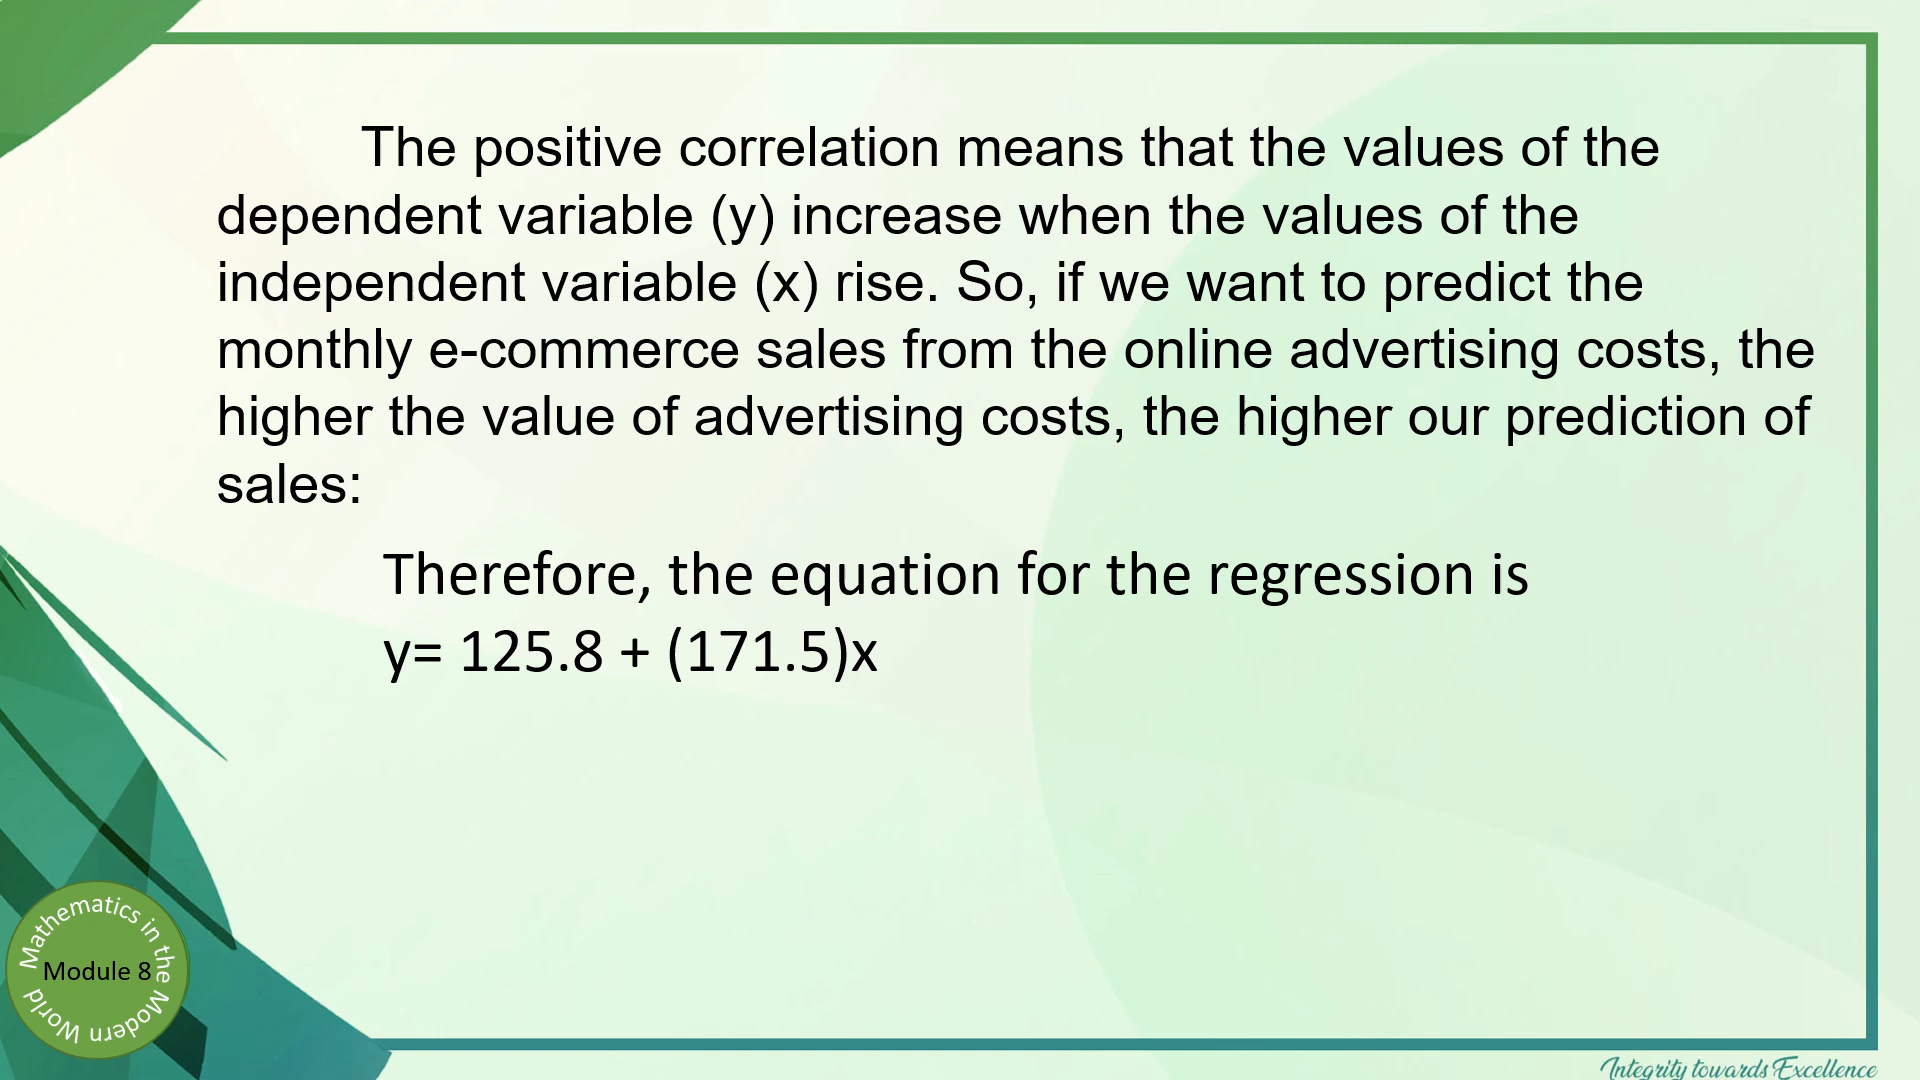 The positive correlation means that the values of the
dependent variable (y) increase when the values of the
independent variable (x) rise. So, if we want to predict the
monthly e-commerce sales from the online advertising costs, the
higher the value of advertising costs, the higher our prediction of
sales:
Therefore, the equation for the regression is
y= 125.8 + (171.5)x
Mathematics in the Modern World
Module 8
Integrity towards Excellence